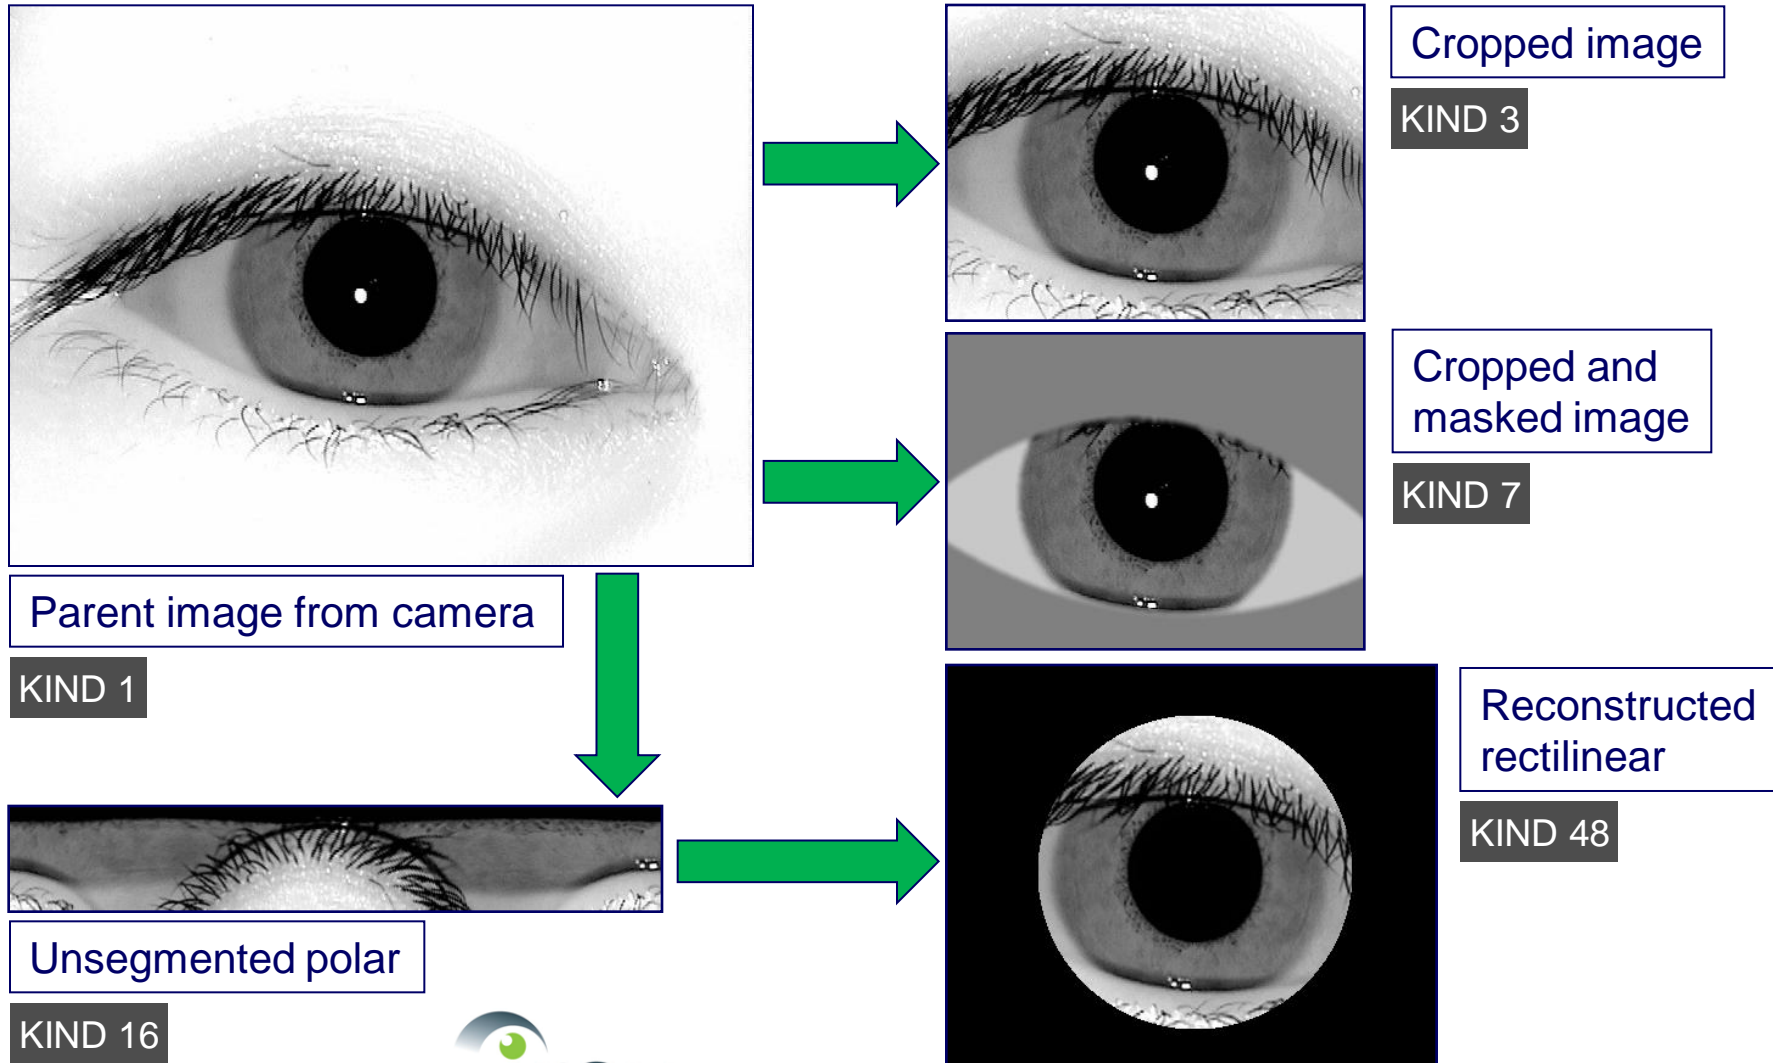 Cropped image
KIND 3
Cropped and
masked image
KIND 7
Parent image from camera
KIND 1
Reconstructed
rectilinear
KIND 48
Unsegmented polar
KIND 16